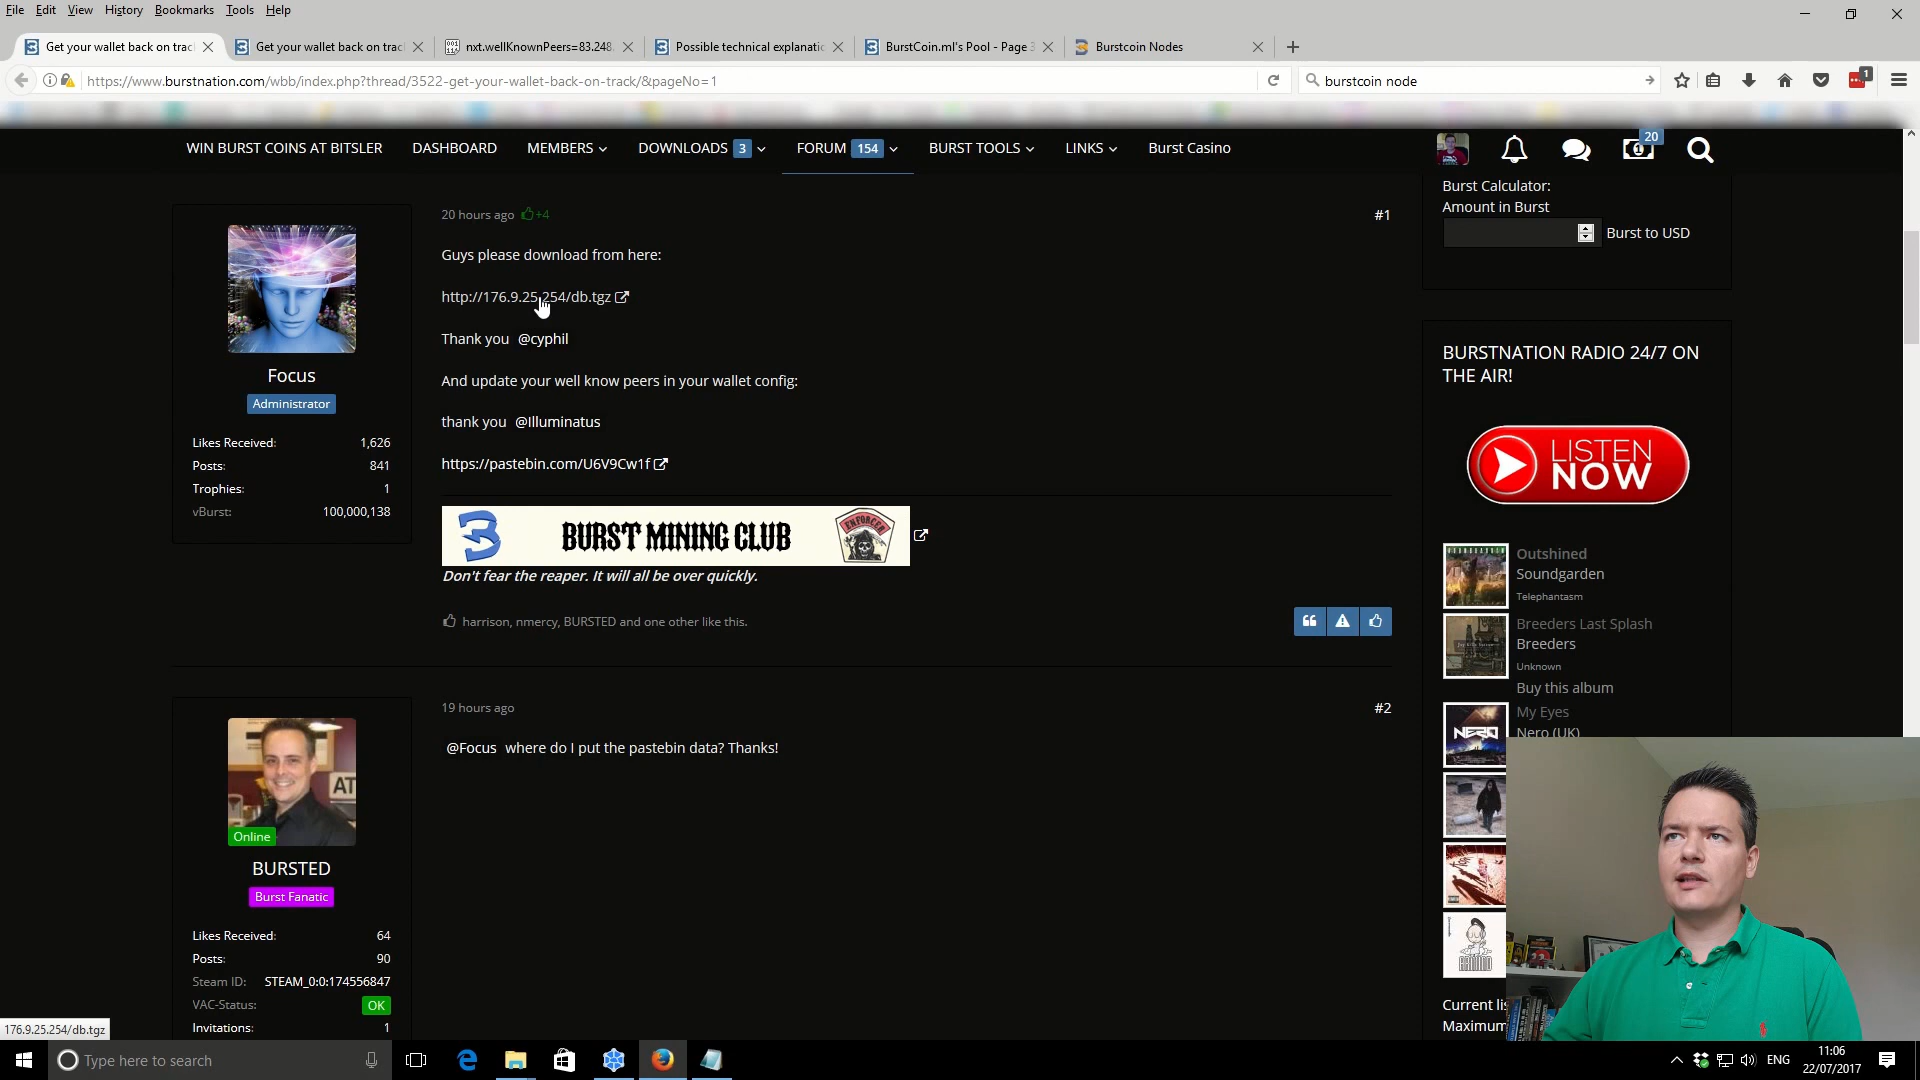 File Edit View History Bookmarks Tools Help
Get your wallet back on trac
Get your wallet back on trac
nxt.wellKnownPeers=83.248.
Possible technical explanatic
BurstCoin.ml's Pool - Page 3
Burstcoin Nodes
https://www.burstnation.com/wbb/index.php?thread/3522-get-your-wallet-back-on-track/&pageNo=1
burstcoin node
1
WIN BURST COINS AT BITSLER DASHBOARD MEMBERS DOWNLOADS 3 FORUM 154 BURST TOOLS LINKS Burst Casino
20
Focus
Administrator
Likes Received: 1,626
Posts: 841
Trophies: 1
vBurst: 100,000,138
20 hours ago +4
#1
Guys please download from here:
http://176.9.25.254/db.tgz
Thank you @cyphil
And update your well know peers in your wallet config:
thank you @Illuminatus
https://pastebin.com/U6V9Cw1f
BURST MINING CLUB
ENFORCER
Don't fear the reaper. It will all be over quickly.
harrison, nmercy, BURSTED and one other like this.
Online
BURSTED
Burst Fanatic
Likes Received: 64
Posts: 90
Steam ID: STEAM_0:0:174556847
VAC-Status: OK
Invitations: 1
19 hours ago
#2
@Focus where do I put the pastebin data? Thanks!
Burst Calculator:
Amount in Burst
Burst to USD
BURSTNATION RADIO 24/7 ON
THE AIR!
LISTEN
NOW
Outshined
Soundgarden
Telephantasm
Breeders Last Splash
Breeders
Unknown
Buy this album
My Eyes
Nero (UK)
NERO
Current lis
Maximum
176.9.25.254/db.tgz
Type here to search
ENG
11:06
22/07/2017